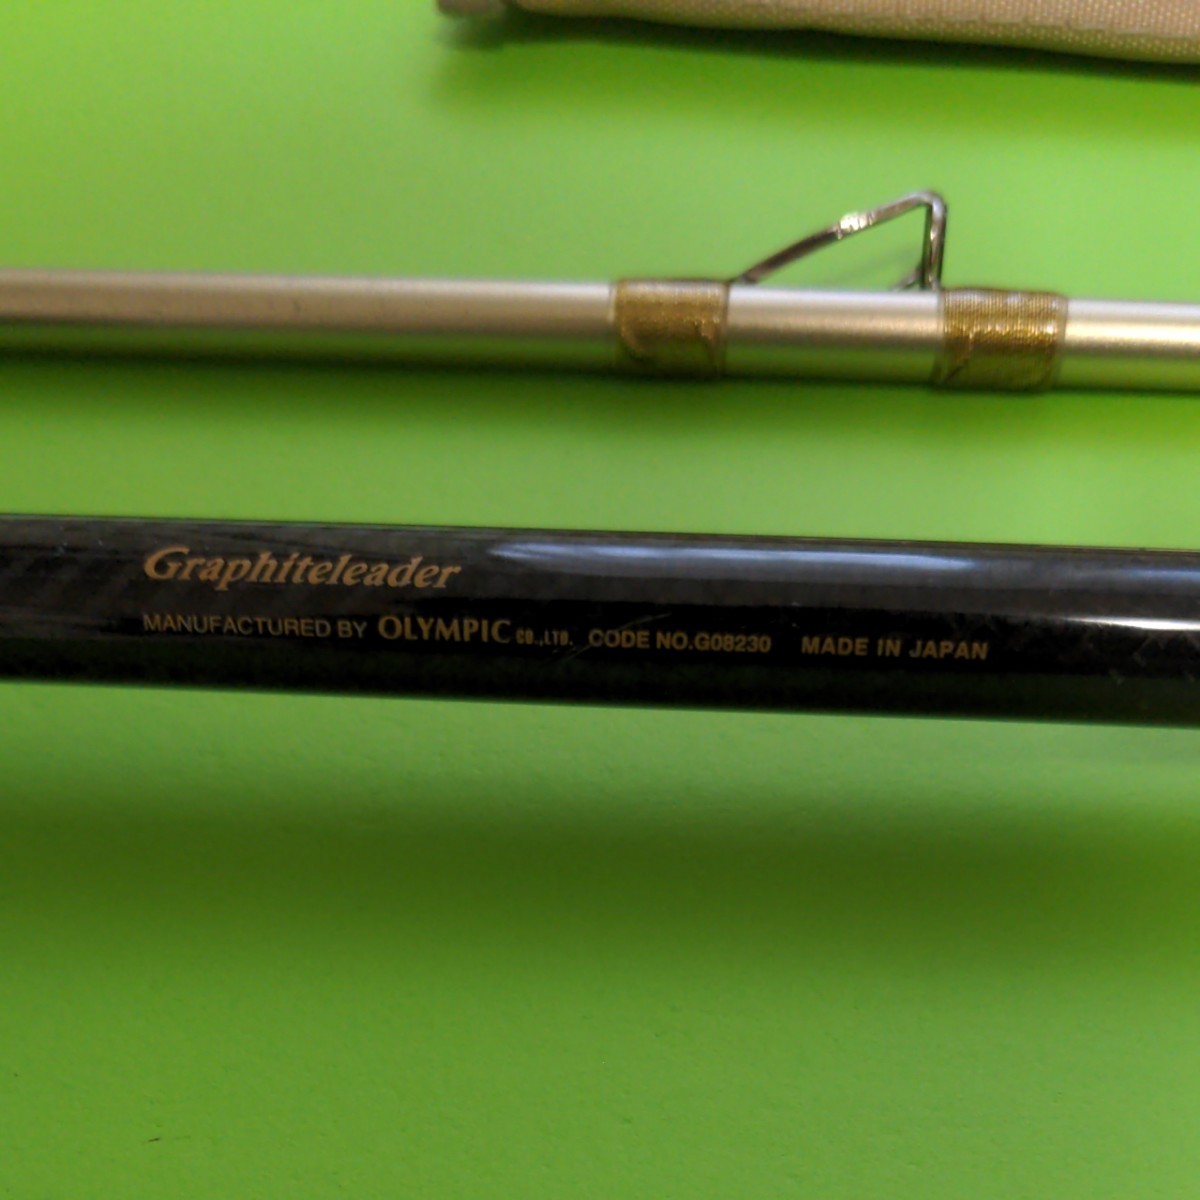 Graphiteleader
MANUFACTURED BY OLYMPIC CO.,LTD. CODE NO.G08230 MADE IN JAPAN